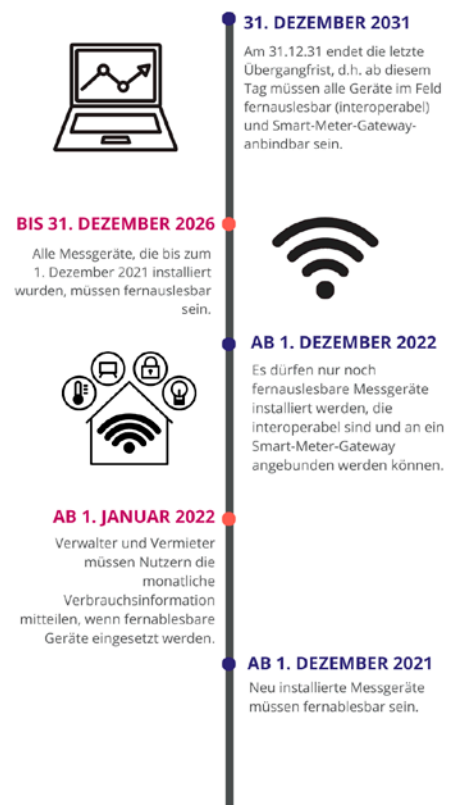 31. DEZEMBER 2031
Am 31.12.31 endet die letzte
Übergangfrist, d.h. ab diesem
Tag müssen alle Geräte im Feld
fernauslesbar (interoperabel)
und Smart-Meter-Gateway-
anbindbar sein.
BIS 31. DEZEMBER 2026
Alle Messgeräte, die bis zum
1. Dezember 2021 installiert
wurden, müssen fernauslesbar
sein.
AB 1. DEZEMBER 2022
Es dürfen nur noch
fernauslesbare Messgeräte
installiert werden, die
interoperabel sind und an ein
Smart-Meter-Gateway
angebunden werden können.
AB 1. JANUAR 2022
Verwalter und Vermieter
müssen Nutzern die
monatliche
Verbrauchsinformation
mitteilen, wenn fernablesbare
Geräte eingesetzt werden.
AB 1. DEZEMBER 2021
Neu installierte Messgeräte
müssen fernablesbar sein.